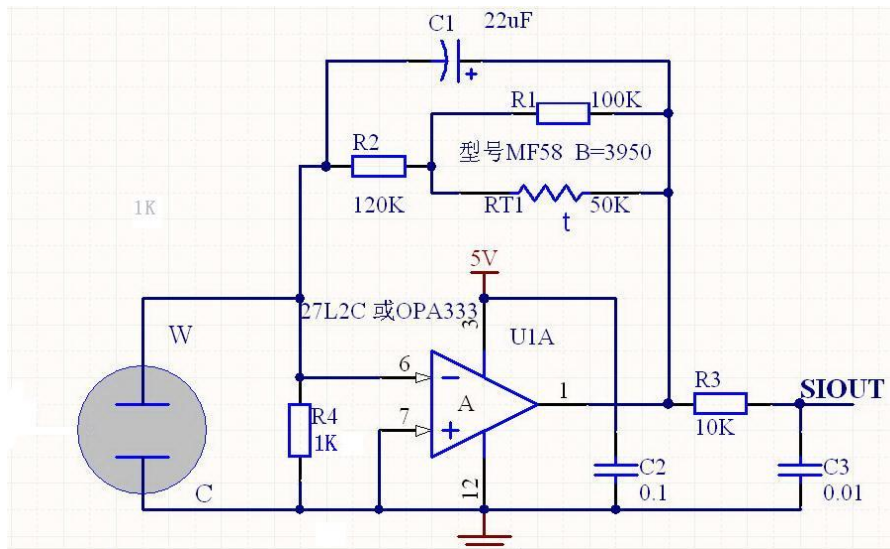 C1
22uF
R1
100K
R2
型号MF58 B=3950
120K
RT1
50K
t
1K
5V
27L2C 或OPA333
3
U1A
W
6
1
R3
SIOUT
R4
1K
7
A
10K
C2
0.1
C3
0.01
C
12